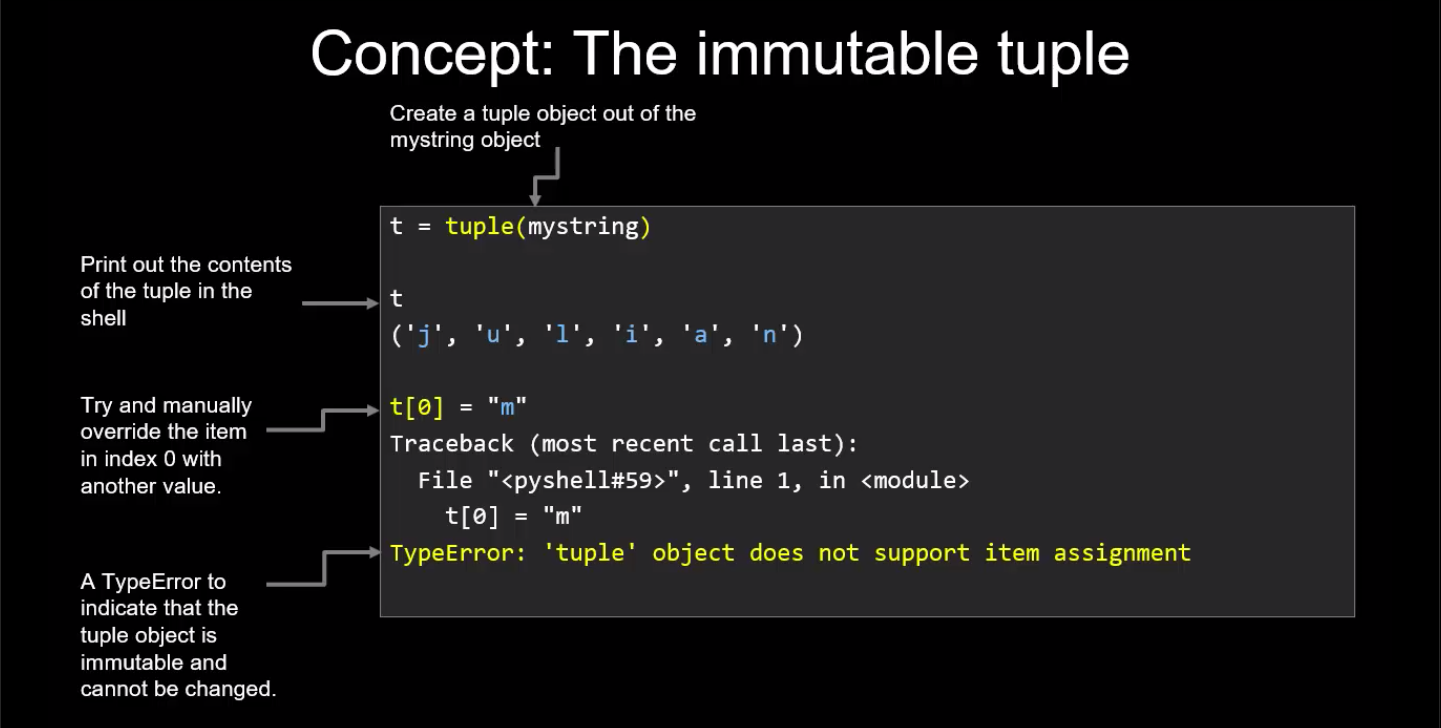 Concept: The immutable tuple
Create a tuple object out of the
mystring object
t = tuple(mystring)
Print out the contents
of the tuple in the
shell
t
('j', 'u', 'l', 'i', 'a', 'n')
Try and manually
override the item
in index 0 with
another value.
t[0] = "m"
Traceback (most recent call last):
  File "<pyshell#59>", line 1, in <module>
    t[0] = "m"
TypeError: 'tuple' object does not support item assignment
A TypeError to
indicate that the
tuple object is
immutable and
cannot be changed.